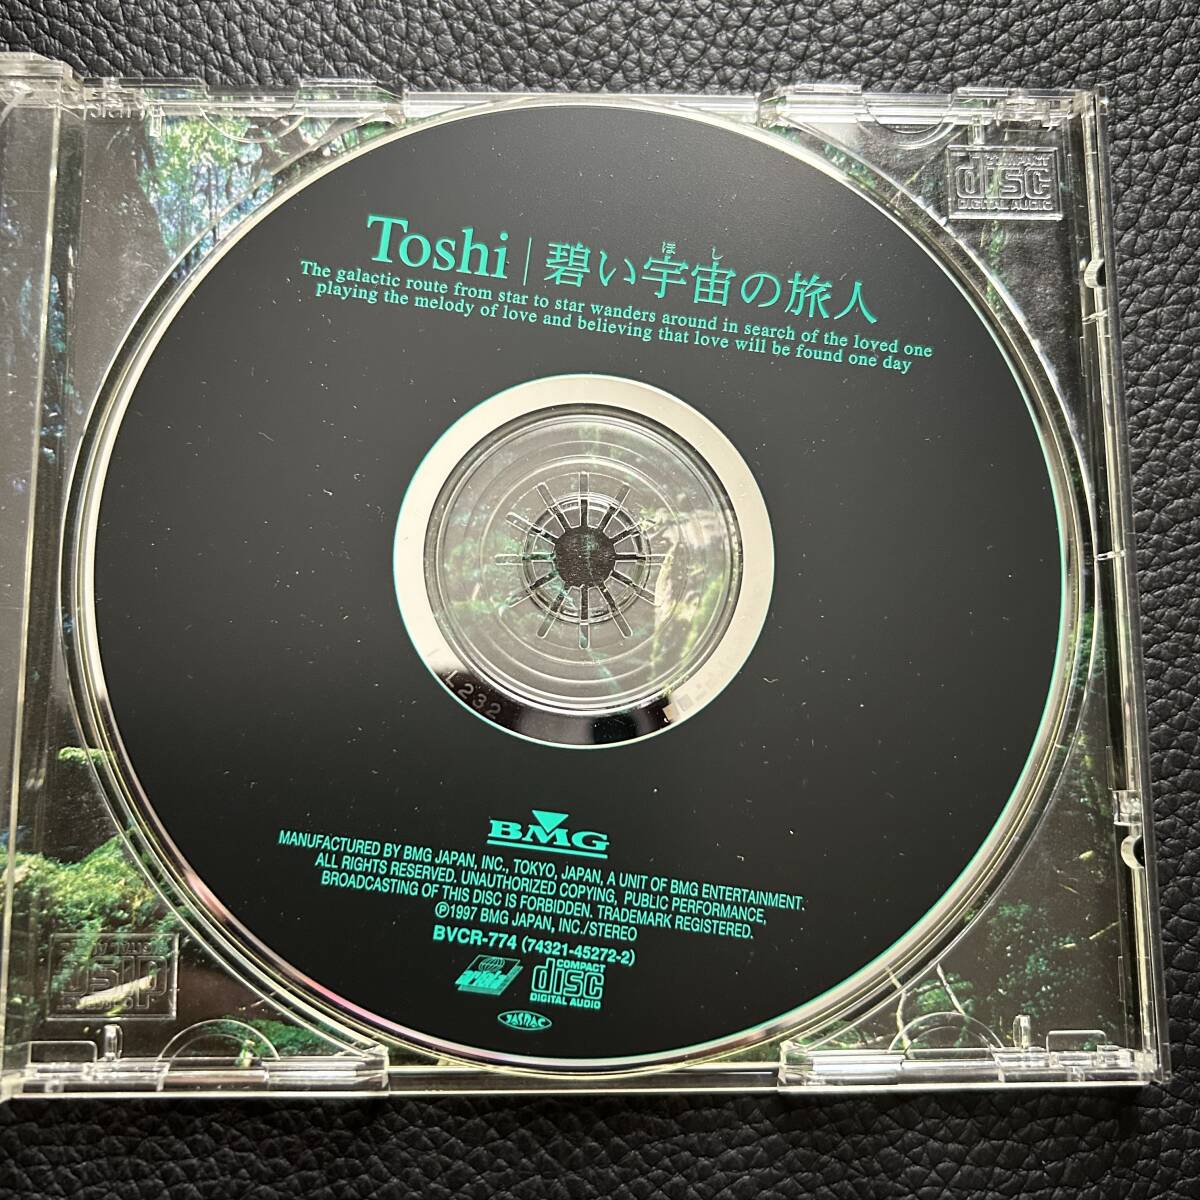 COMPACT
disc
DIGITAL AUDIO
Toshi | 碧い宇宙の旅人
ほし
The galactic route from star to star wanders around in search of the loved one
playing the melody of love and believing that love will be found one day
L232
BMG
MANUFACTURED BY BMG JAPAN, INC., TOKYO, JAPAN, A UNIT OF BMG ENTERTAINMENT.
ALL RIGHTS RESERVED. UNAUTHORIZED COPYING, PUBLIC PERFORMANCE,
BROADCASTING OF THIS DISC IS FORBIDDEN. TRADEMARK REGISTERED.
℗1997 BMG JAPAN, INC./STEREO
BVCR-774 (74321-45272-2)
ariola
COMPACT
disc
DIGITAL AUDIO
JASRAC